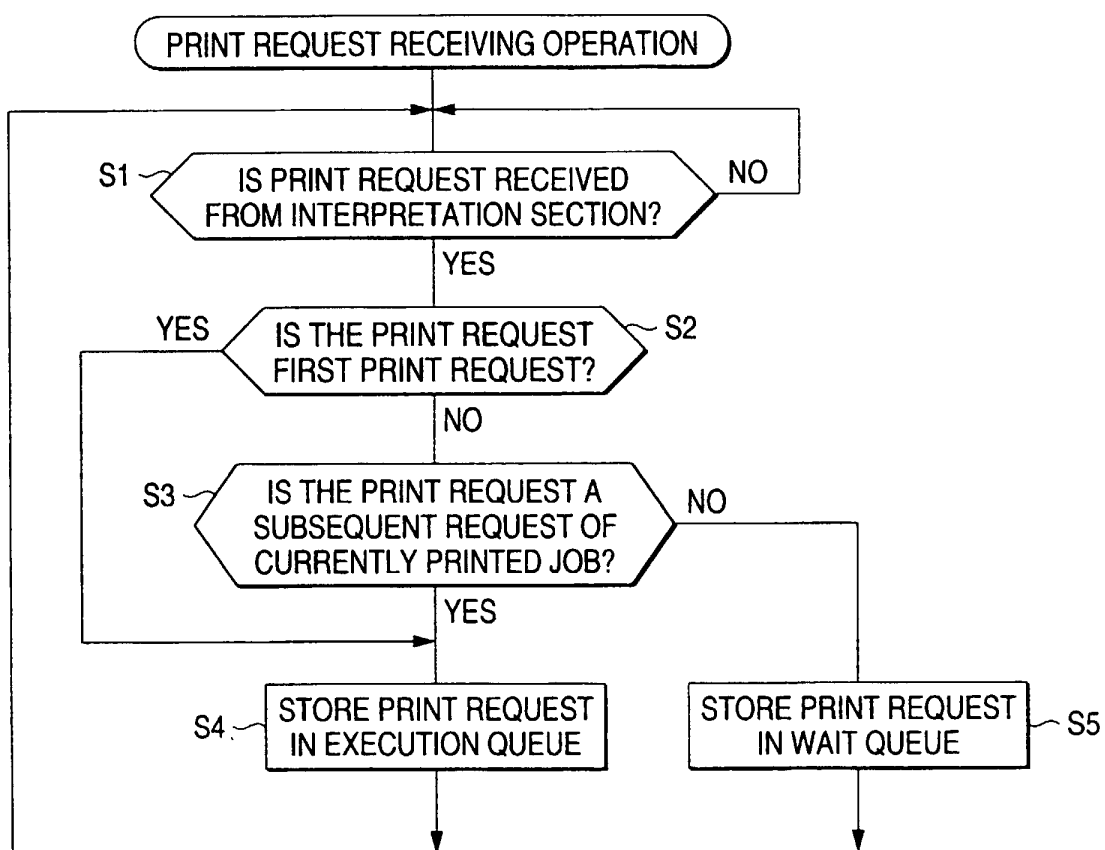 PRINT REQUEST RECEIVING OPERATION
S1
IS PRINT REQUEST RECEIVED
FROM INTERPRETATION SECTION?
NO
YES
YES
IS THE PRINT REQUEST
FIRST PRINT REQUEST?
S2
NO
S3
IS THE PRINT REQUEST A
SUBSEQUENT REQUEST OF
CURRENTLY PRINTED JOB?
NO
YES
S4
STORE PRINT REQUEST
IN EXECUTION QUEUE
STORE PRINT REQUEST
IN WAIT QUEUE
S5